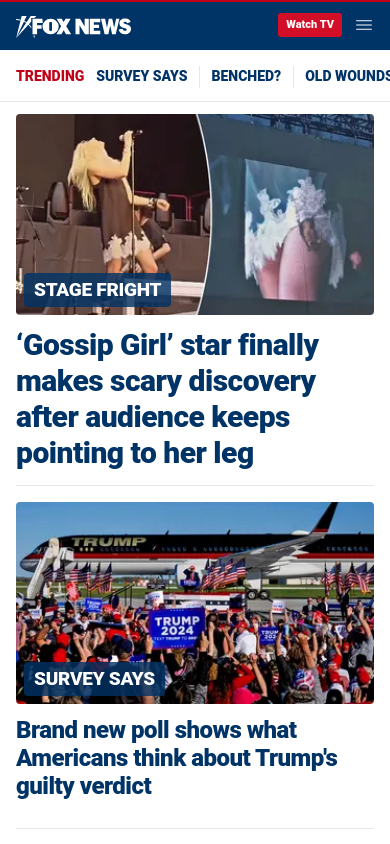 FOX NEWS
Watch TV
TRENDING SURVEY SAYS BENCHED? OLD WOUNDS
STAGE FRIGHT
‘Gossip Girl’ star finally
makes scary discovery
after audience keeps
pointing to her leg
TRUMP
TRUMP
2024
SURVEY SAYS
Brand new poll shows what
Americans think about Trump's
guilty verdict